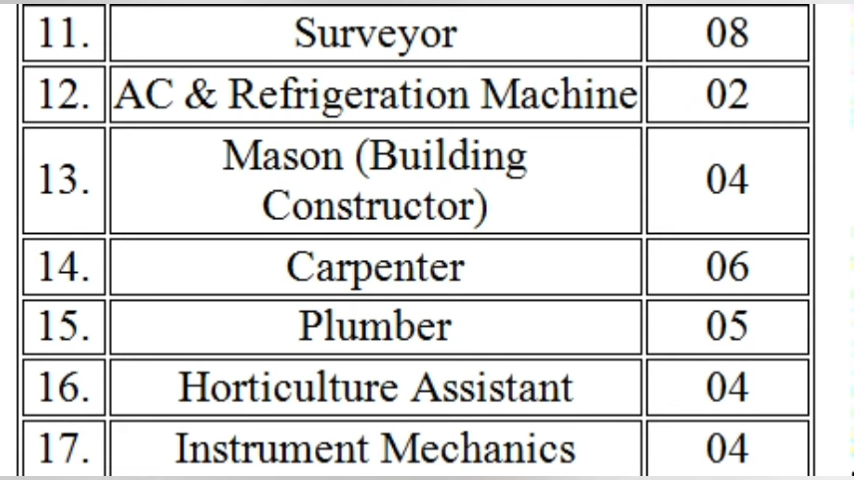 11. Surveyor 08
12. AC & Refrigeration Machine 02
13. Mason (Building
Constructor) 04
14. Carpenter 06
15. Plumber 05
16. Horticulture Assistant 04
17. Instrument Mechanics 04